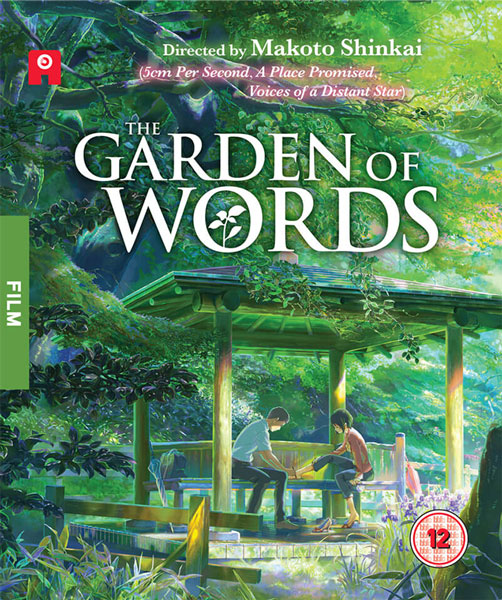 Directed by Makoto Shinkai
(5cm Per Second, A Place Promised,
Voices of a Distant Star)
THE
GARDEN OF
WORDS
FILM
12